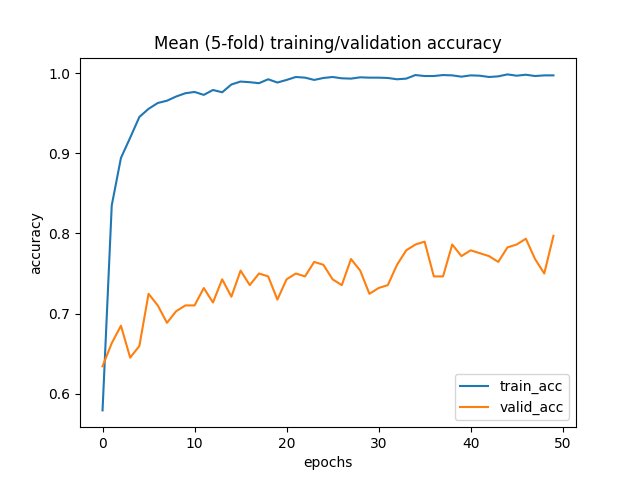 Mean (5-fold) training/validation accuracy
1.0
0.9
0.8
0.7
0.6
accuracy
train_acc
valid_acc
0 10 20 30 40 50
epochs